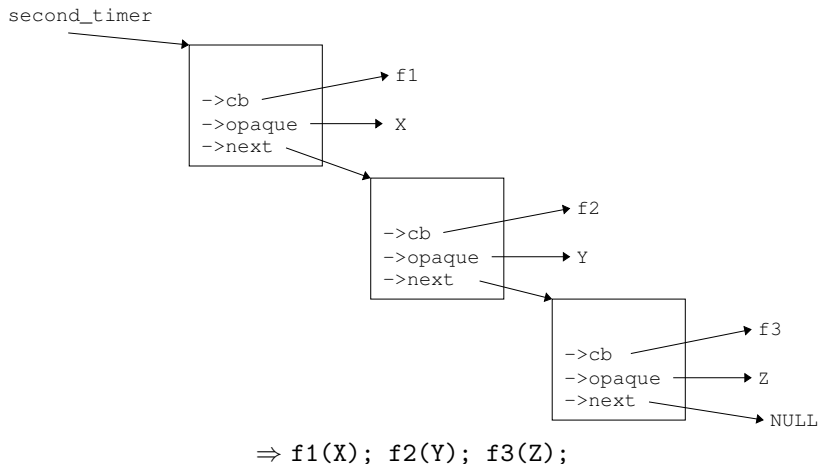 second_timer
->cb
f1
->opaque
X
->next
->cb
f2
->opaque
Y
->next
->cb
f3
->opaque
Z
->next
NULL
⇒ f1(X); f2(Y); f3(Z);